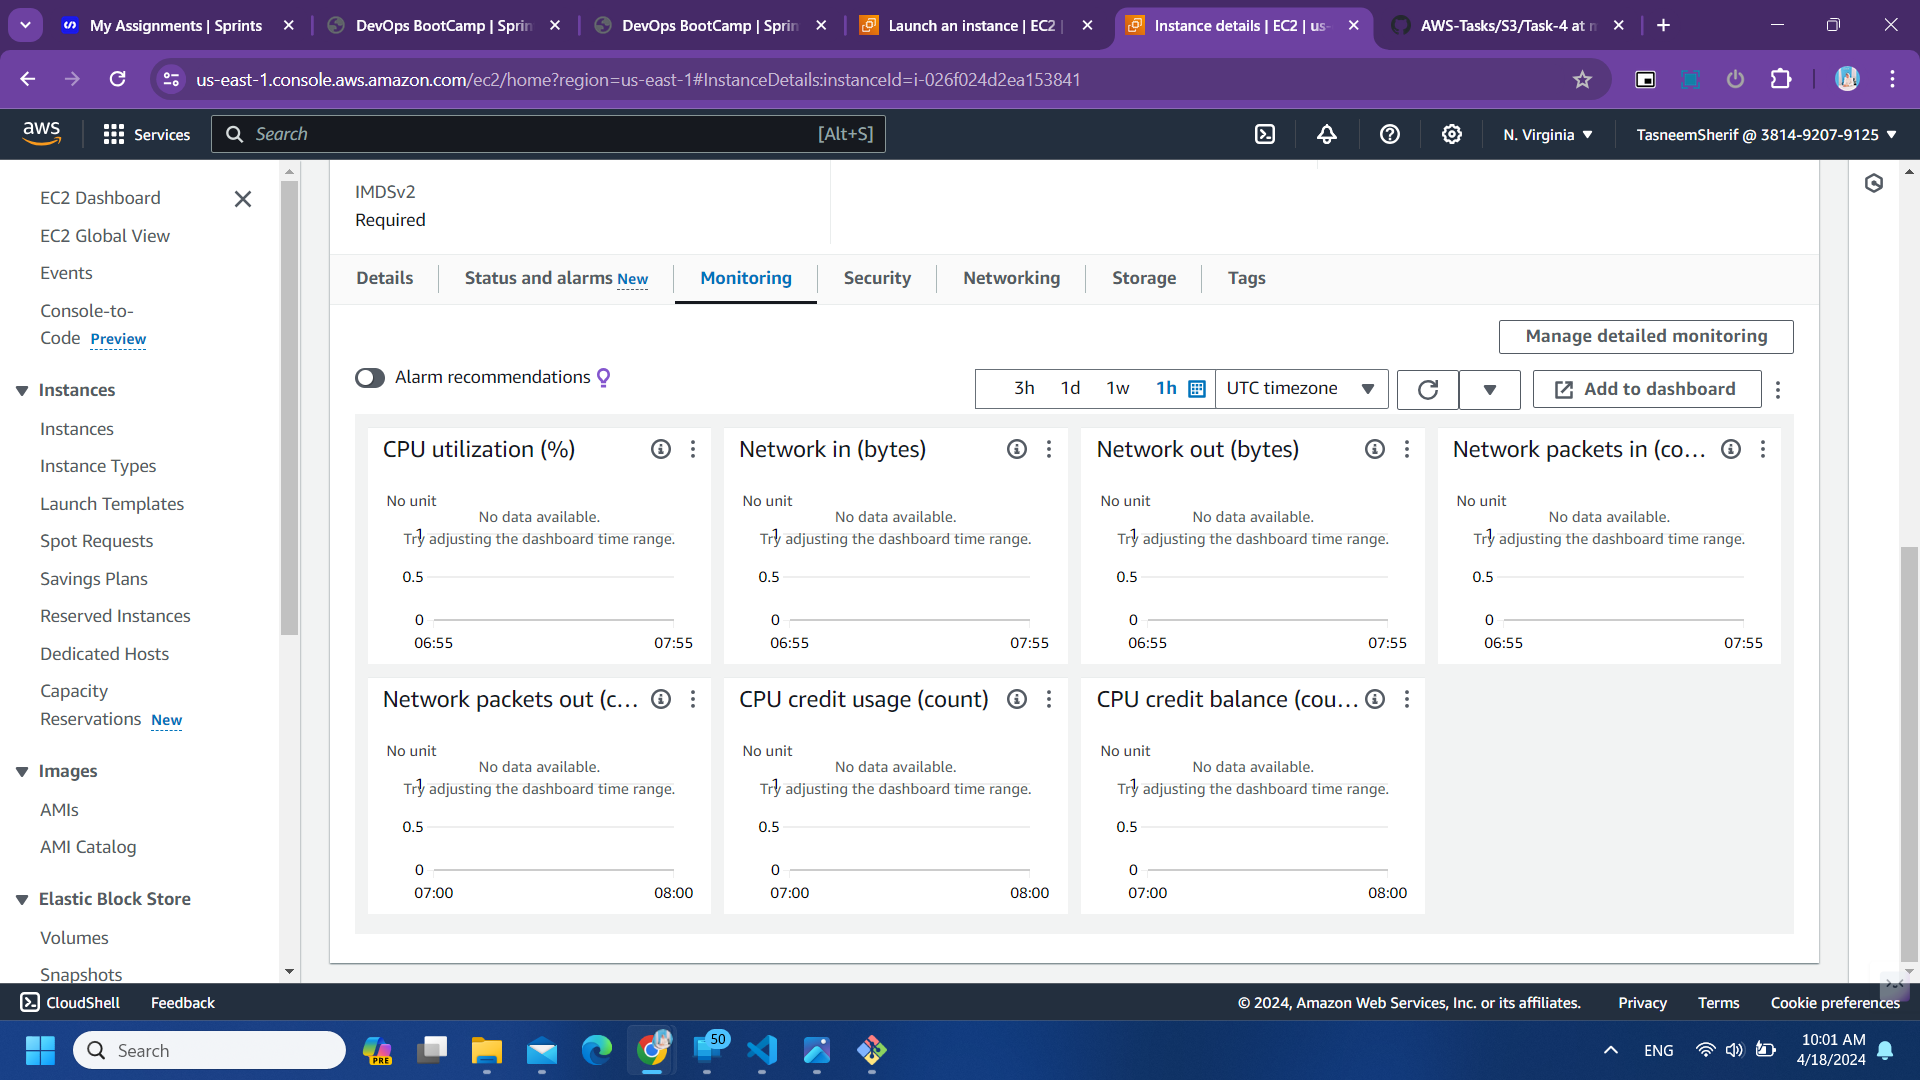 My Assignments | Sprints
DevOps BootCamp | Sprin
DevOps BootCamp | Sprin
Launch an instance | EC2 |
Instance details | EC2 | us-
AWS-Tasks/S3/Task-4 at m
us-east-1.console.aws.amazon.com/ec2/home?region=us-east-1#InstanceDetails:instanceId=i-026f024d2ea153841
aws
Services
Search
[Alt+S]
N. Virginia
TasneemSherif @ 3814-9207-9125
EC2 Dashboard
EC2 Global View
Events
Console-to-
Code Preview
Instances
Instances
Instance Types
Launch Templates
Spot Requests
Savings Plans
Reserved Instances
Dedicated Hosts
Capacity
Reservations New
Images
AMIs
AMI Catalog
Elastic Block Store
Volumes
Snapshots
IMDSv2
Required
Details
Status and alarms New
Monitoring
Security
Networking
Storage
Tags
Manage detailed monitoring
Alarm recommendations
3h 1d 1w 1h
UTC timezone
Add to dashboard
CPU utilization (%)
No unit
No data available.
1
Try adjusting the dashboard time range.
0.5
0
06:55 07:55
Network in (bytes)
No unit
No data available.
1
Try adjusting the dashboard time range.
0.5
0
06:55 07:55
Network out (bytes)
No unit
No data available.
1
Try adjusting the dashboard time range.
0.5
0
06:55 07:55
Network packets in (co...
No unit
No data available.
1
Try adjusting the dashboard time range.
0.5
0
06:55 07:55
Network packets out (c...
No unit
No data available.
1
Try adjusting the dashboard time range.
0.5
0
07:00 08:00
CPU credit usage (count)
No unit
No data available.
1
Try adjusting the dashboard time range.
0.5
0
07:00 08:00
CPU credit balance (cou...
No unit
No data available.
1
Try adjusting the dashboard time range.
0.5
0
07:00 08:00
CloudShell
Feedback
© 2024, Amazon Web Services, Inc. or its affiliates.
Privacy
Terms
Cookie preferences
Search
PRE
50
ENG
10:01 AM
4/18/2024